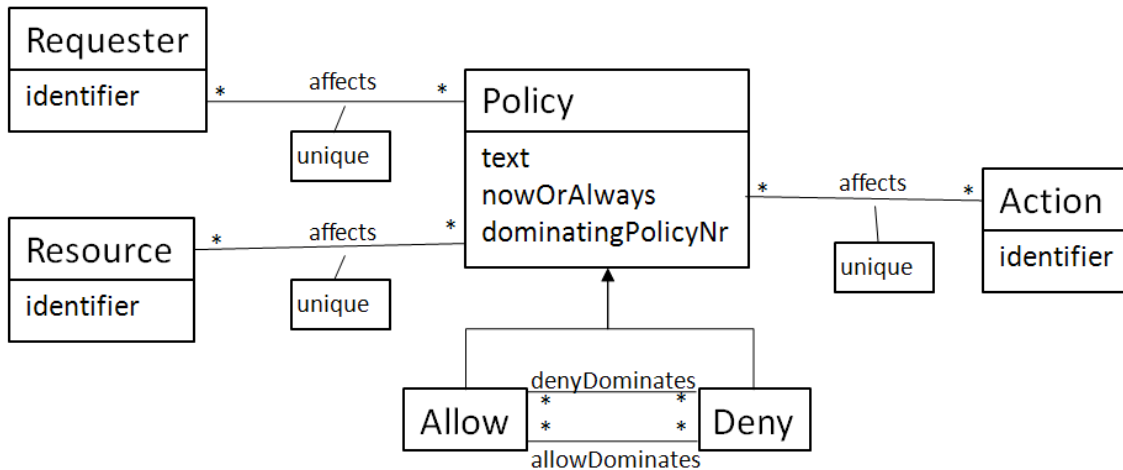 Requester
identifier
* affects *
unique
Policy
text
nowOrAlways
dominatingPolicyNr
Resource
identifier
* affects *
unique
* affects *
unique
Action
identifier
denyDominates
* *
Allow
Deny
* *
allowDominates